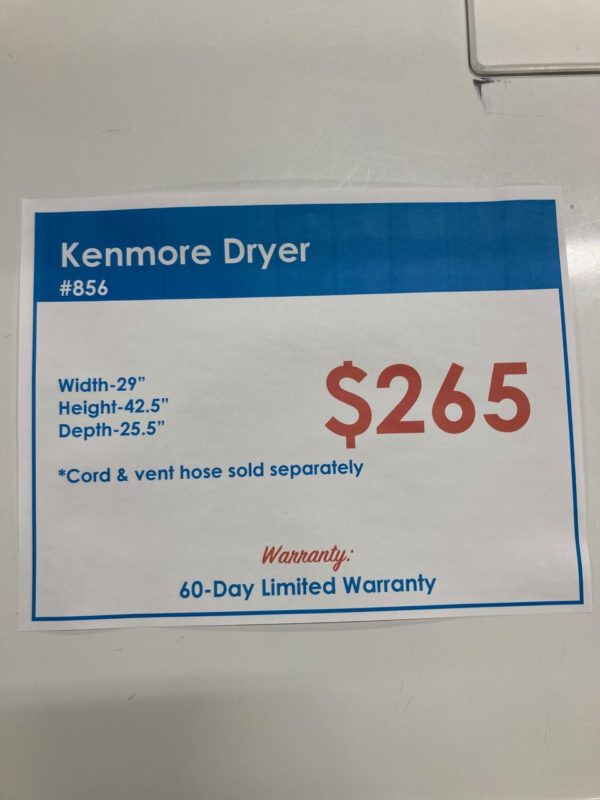 Kenmore Dryer
#856
Width-29”
Height-42.5”
Depth-25.5”
$265
*Cord & vent hose sold separately
Warranty:
60-Day Limited Warranty